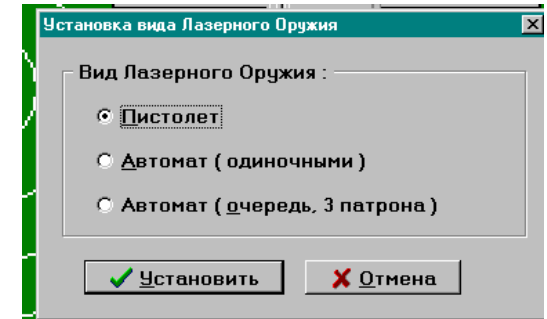 Установка вида Лазерного Оружия
Вид Лазерного Оружия :
Пистолет
Автомат ( одиночными )
Автомат ( очередь, 3 патрона )
Установить
Отмена